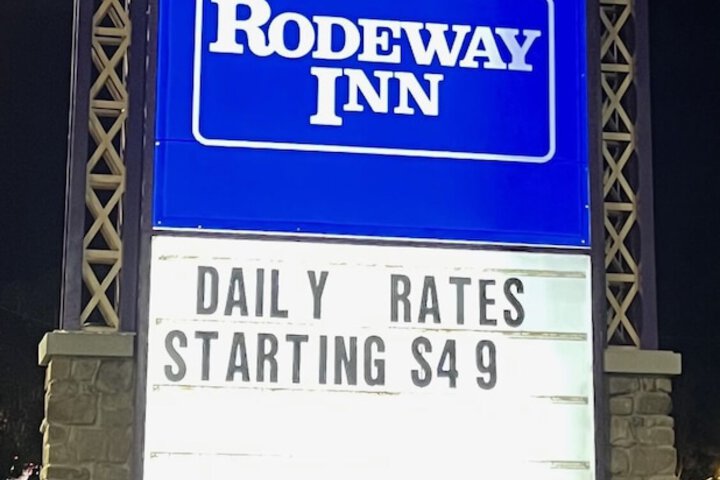 RODEWAY
INN
DAILY RATES
STARTING S49